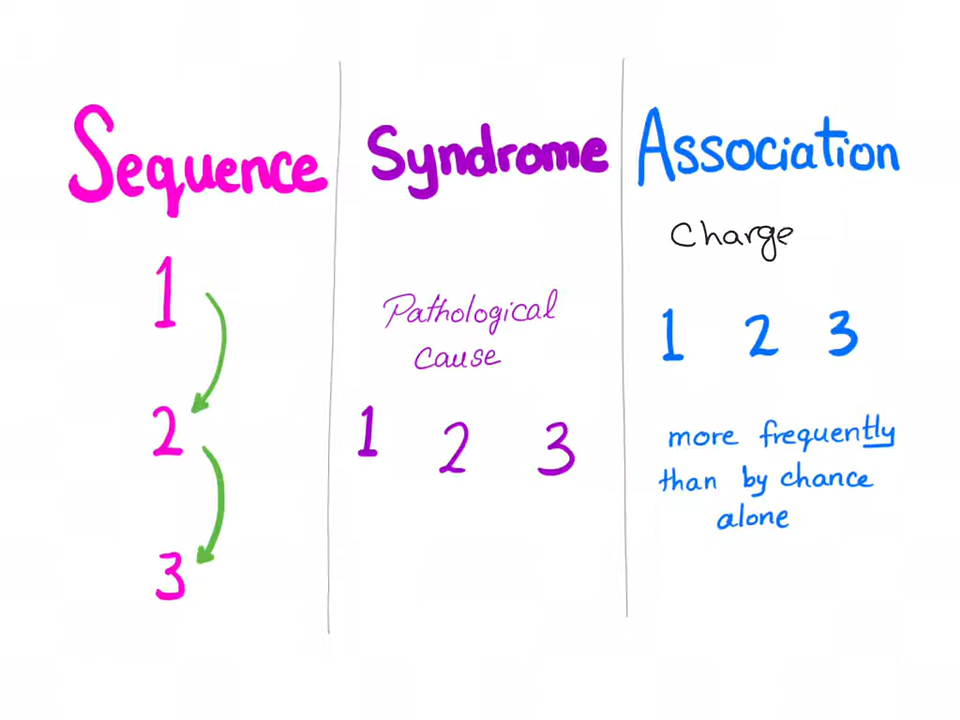 Sequence
1
2
3
Syndrome
Pathological
cause
1 2 3
Association
Charge
1 2 3
more frequently
than by chance
alone